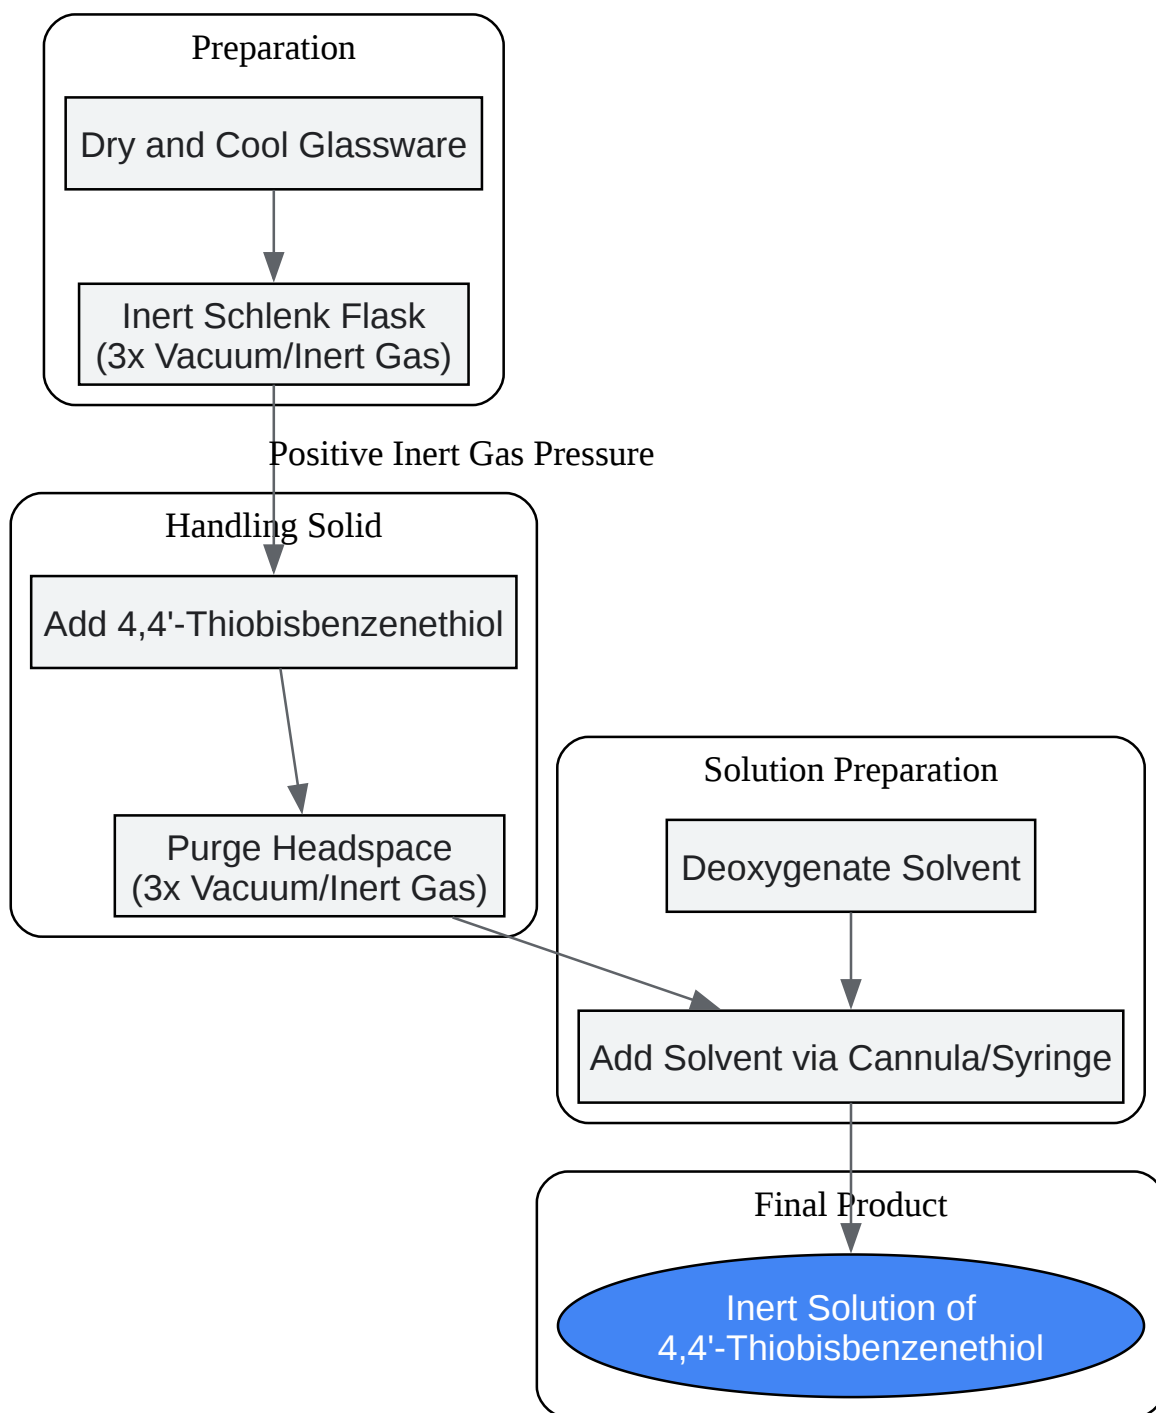 Preparation
Dry and Cool Glassware
Inert Schlenk Flask
(3x Vacuum/Inert Gas)
Positive Inert Gas Pressure
Handling Solid
Add 4,4'-Thiobisbenzenethiol
Purge Headspace
(3x Vacuum/Inert Gas)
Solution Preparation
Deoxygenate Solvent
Add Solvent via Cannula/Syringe
Final Product
Inert Solution of
4,4'-Thiobisbenzenethiol